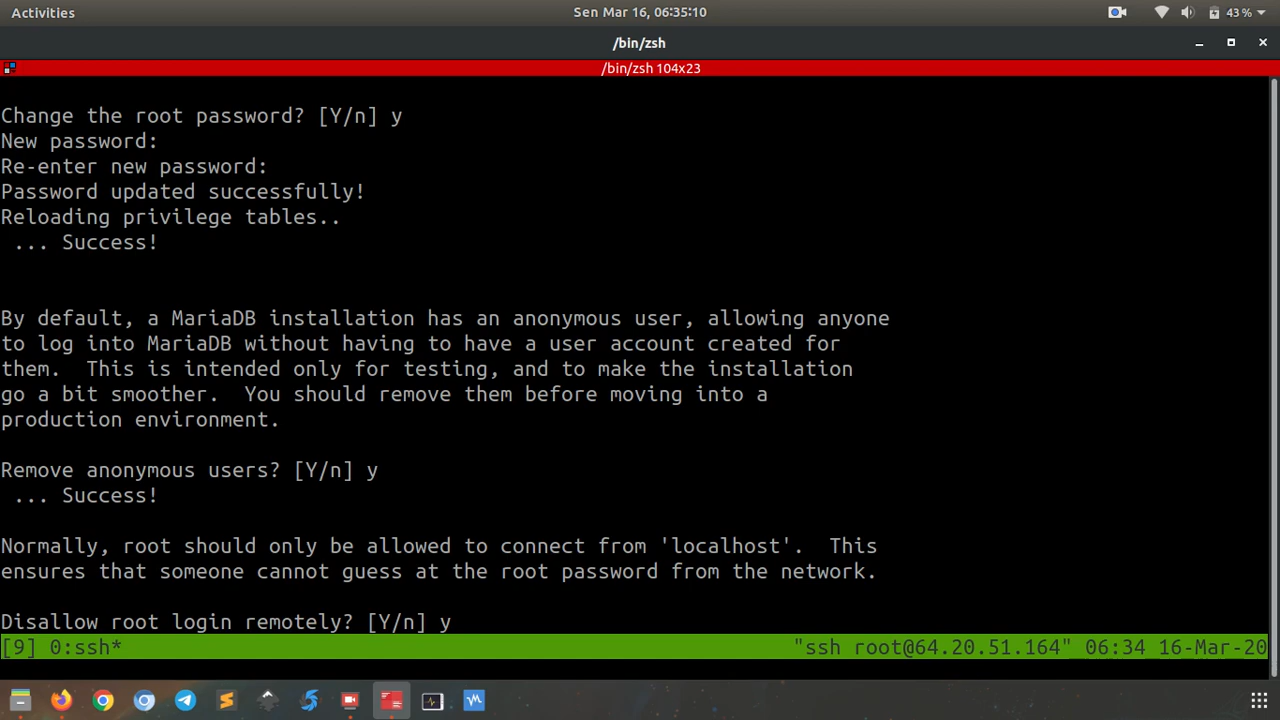 Activities
Sen Mar 16, 06:35:10
43 %
/bin/zsh
/bin/zsh 104x23
Change the root password? [Y/n] y
New password:
Re-enter new password:
Password updated successfully!
Reloading privilege tables..
 ... Success!
By default, a MariaDB installation has an anonymous user, allowing anyone
to log into MariaDB without having to have a user account created for
them.  This is intended only for testing, and to make the installation
go a bit smoother.  You should remove them before moving into a
production environment.
Remove anonymous users? [Y/n] y
 ... Success!
Normally, root should only be allowed to connect from 'localhost'.  This
ensures that someone cannot guess at the root password from the network.
Disallow root login remotely? [Y/n] y
[9] 0:ssh* "ssh root@64.20.51.164" 06:34 16-Mar-20